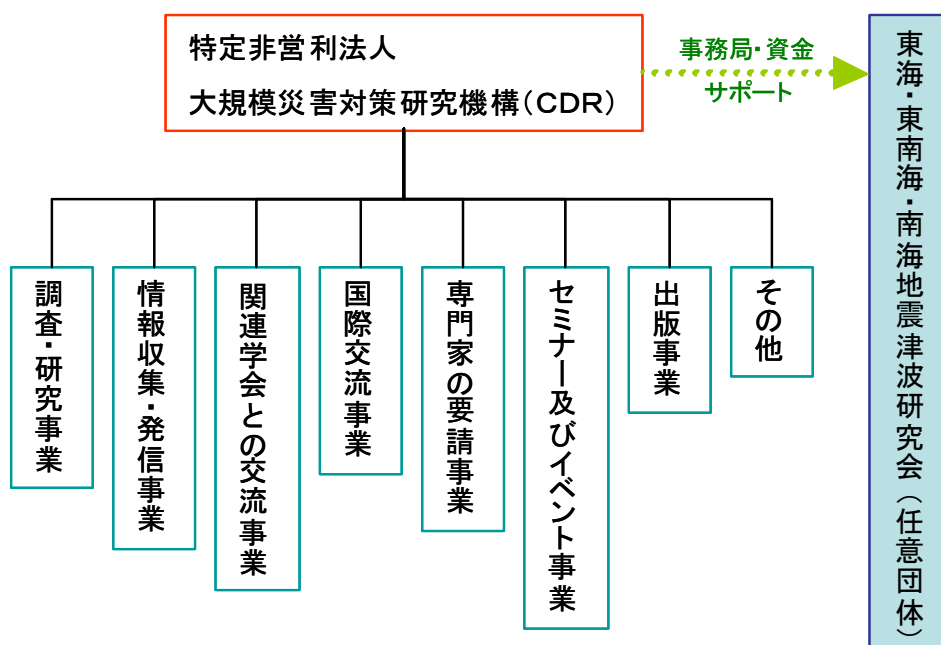 特定非営利法人
大規模災害対策研究機構（CDR）
事務局・資金
サポート
東海・東南海・南海地震津波研究会（任意団体）
調査・研究事業
情報収集・発信事業
関連学会との交流事業
国際交流事業
専門家の要請事業
セミナー及びイベント事業
出版事業
その他